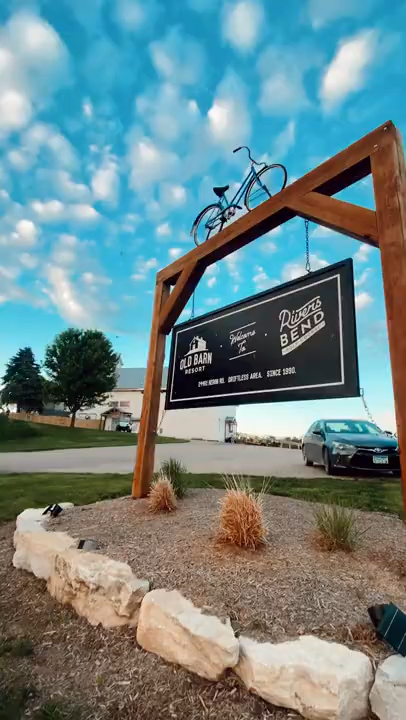 OLD BARN
RESORT
Welcome
To
Rivers
BEND
DRIFTLESS AREA. SINCE 1990.